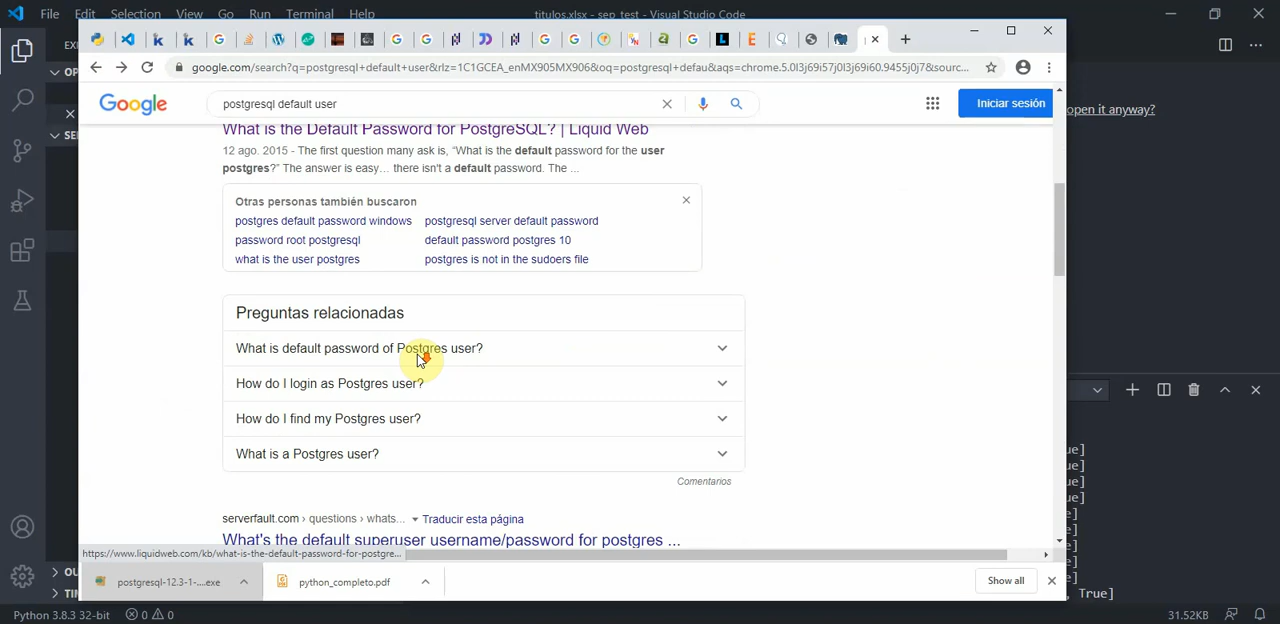 File Edit Selection View Go Run Terminal Help
titulos.xlsx - sep_test - Visual Studio Code
google.com/search?q=postgresql+default+user&rlz=1C1GCEA_enMX905MX906&oq=postgresql+defau&aqs=chrome.5.0l3j69i57j0l3j69i60.9455j0j7&sourc...
Google
postgresql default user
Iniciar sesión
open it anyway?
What is the Default Password for PostgreSQL? | Liquid Web
12 ago. 2015 - The first question many ask is, "What is the default password for the user
postgres?" The answer is easy… there isn't a default password. The ...
Otras personas también buscaron
postgres default password windows postgresql server default password
password root postgresql default password postgres 10
what is the user postgres postgres is not in the sudoers file
Preguntas relacionadas
What is default password of Postgres user?
How do I login as Postgres user?
How do I find my Postgres user?
What is a Postgres user?
Comentarios
serverfault.com › questions › whats... Traducir esta página
What's the default superuser username/password for postgres ...
https://www.liquidweb.com/kb/what-is-the-default-password-for-postgre...
postgresql-12.3-1-....exe
python_completo.pdf
Show all
, True]
Python 3.8.3 32-bit
0
0
31.52KB